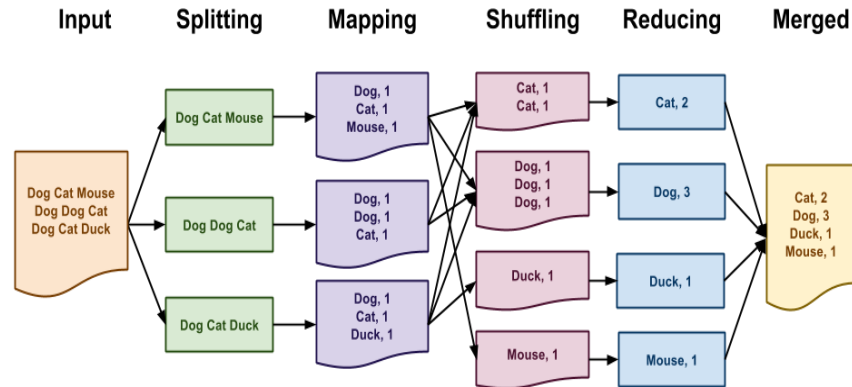 Input Splitting Mapping Shuffling Reducing Merged
Dog Cat Mouse
Dog Dog Cat
Dog Cat Duck
Dog Cat Mouse
Dog Dog Cat
Dog Cat Duck
Dog, 1
Cat, 1
Mouse, 1
Dog, 1
Dog, 1
Cat, 1
Dog, 1
Cat, 1
Duck, 1
Cat, 1
Cat, 1
Dog, 1
Dog, 1
Dog, 1
Duck, 1
Mouse, 1
Cat, 2
Dog, 3
Duck, 1
Mouse, 1
Cat, 2
Dog, 3
Duck, 1
Mouse, 1